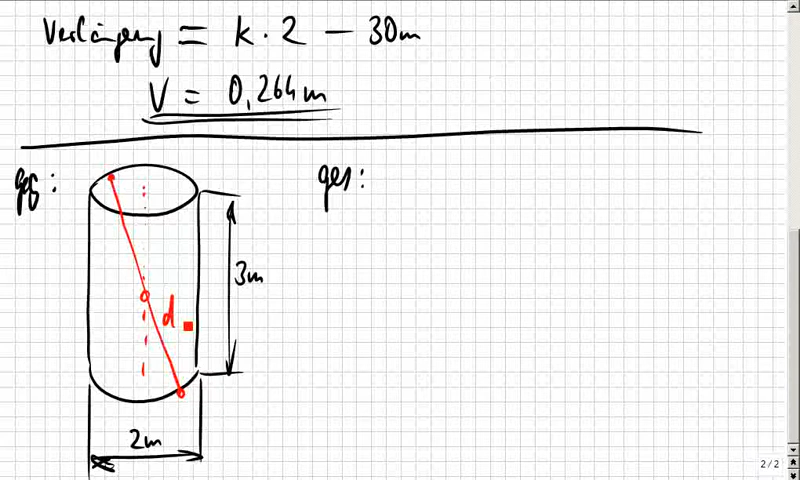 Verlängerung = k · 2 - 30m
V = 0,264m
geg: ges:
3m
d
2m
2/2